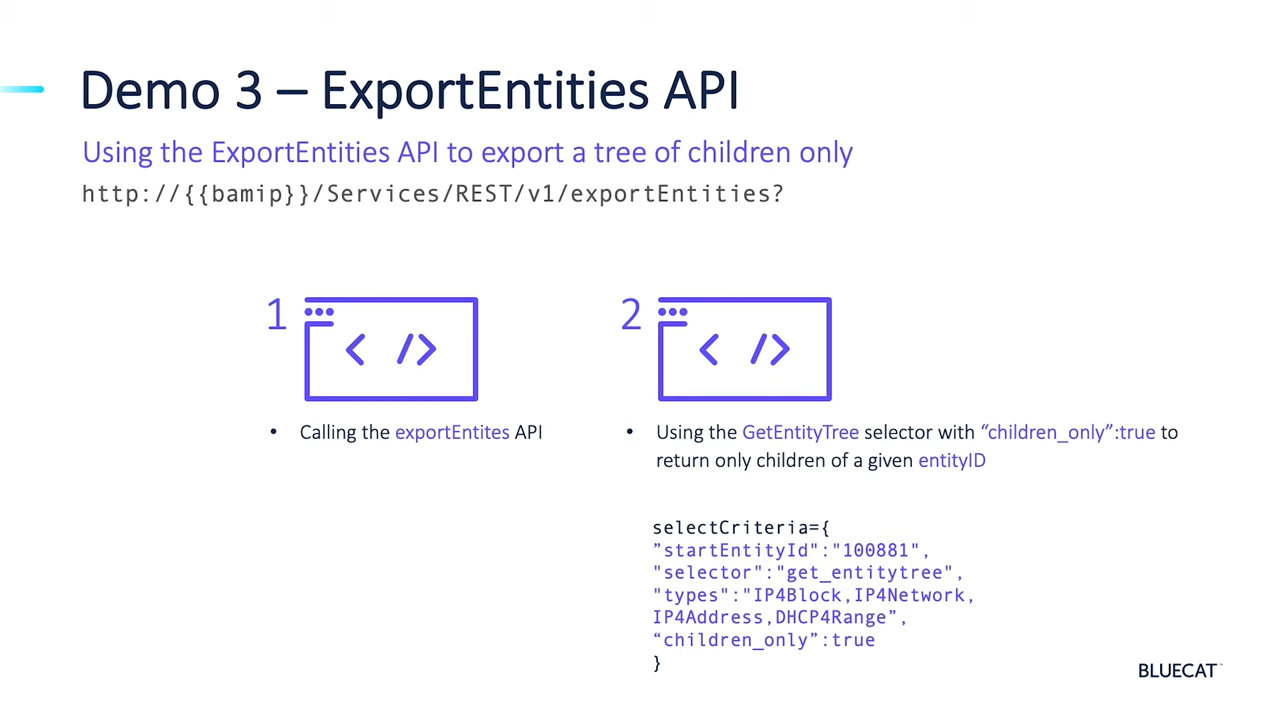 Demo 3 – ExportEntities API
Using the ExportEntities API to export a tree of children only
http://{{bamip}}/Services/REST/v1/exportEntities?
1
• Calling the exportEntites API
2
• Using the GetEntityTree selector with “children_only”:true to
return only children of a given entityID
selectCriteria={
”startEntityId":"100881",
"selector":"get_entitytree",
"types":"IP4Block,IP4Network,
IP4Address,DHCP4Range”,
“children_only”:true
}
BLUECAT™